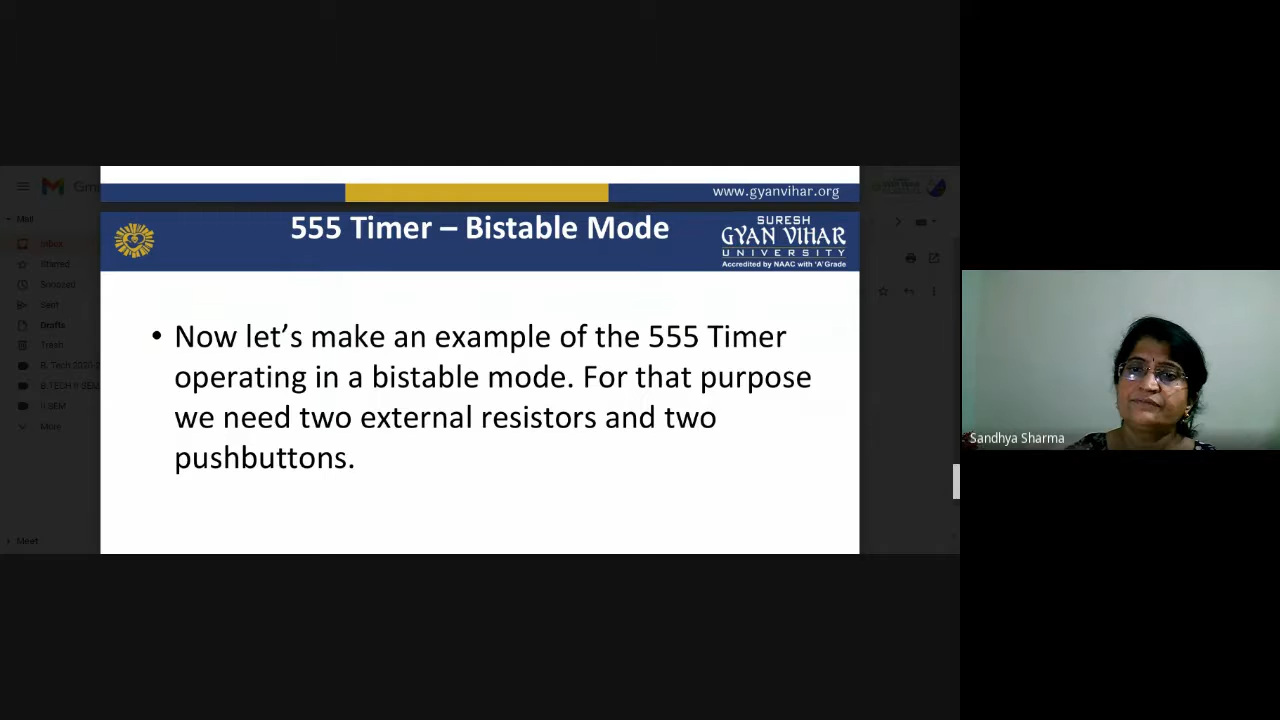 Gm
www.gyanvihar.org
555 Timer – Bistable Mode
SURESH
GYAN VIHAR
UNIVERSITY
Accredited by NAAC with 'A' Grade
Mail
Inbox
Starred
Snoozed
Sent
Drafts
Trash
B. Tech 2020-2
B.TECH II SEM
II SEM
More
Meet
• Now let’s make an example of the 555 Timer
operating in a bistable mode. For that purpose
we need two external resistors and two
pushbuttons.
Sandhya Sharma